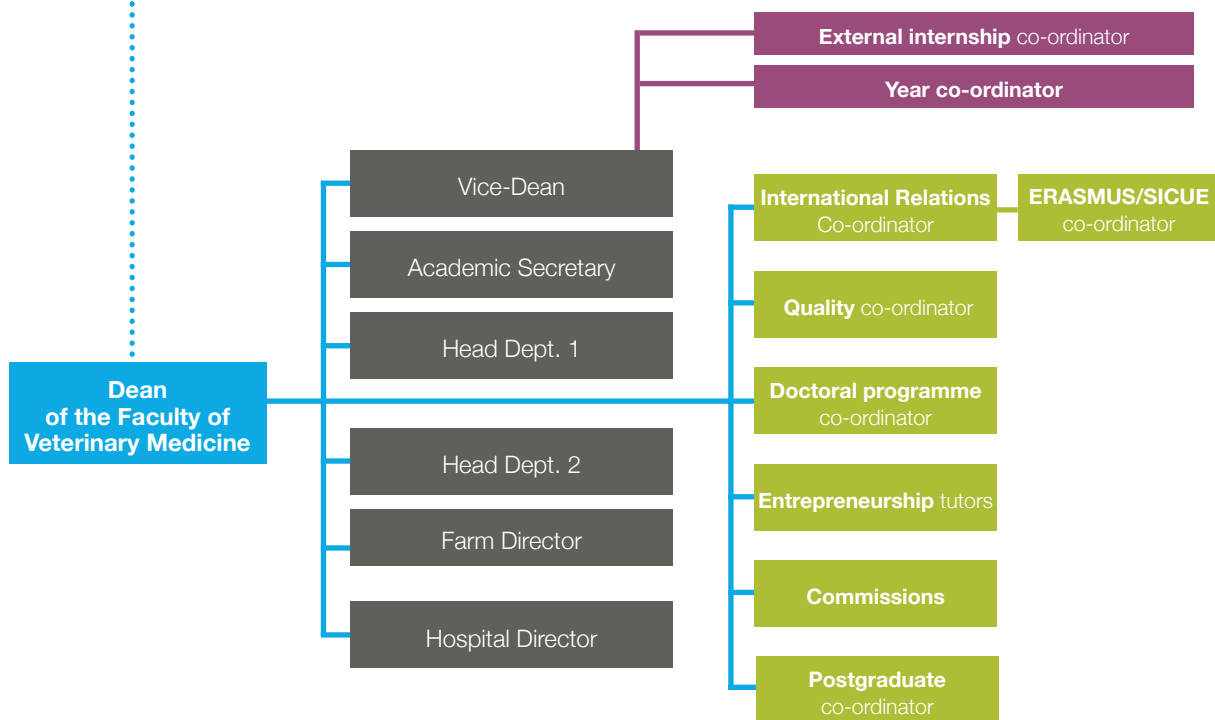 External internship co-ordinator
Year co-ordinator
Vice-Dean
Academic Secretary
Head Dept. 1
Dean
of the Faculty of
Veterinary Medicine
Head Dept. 2
Farm Director
Hospital Director
International Relations
Co-ordinator
ERASMUS/SICUE
co-ordinator
Quality co-ordinator
Doctoral programme
co-ordinator
Entrepreneurship tutors
Commissions
Postgraduate
co-ordinator